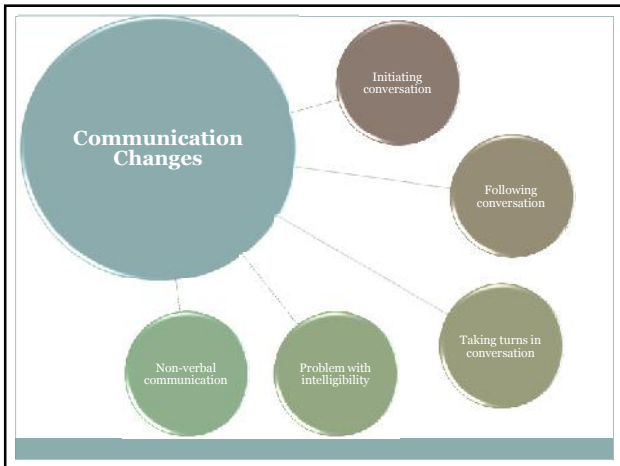 Communication
Changes
Initiating
conversation
Following
conversation
Taking turns in
conversation
Problem with
intelligibility
Non-verbal
communication